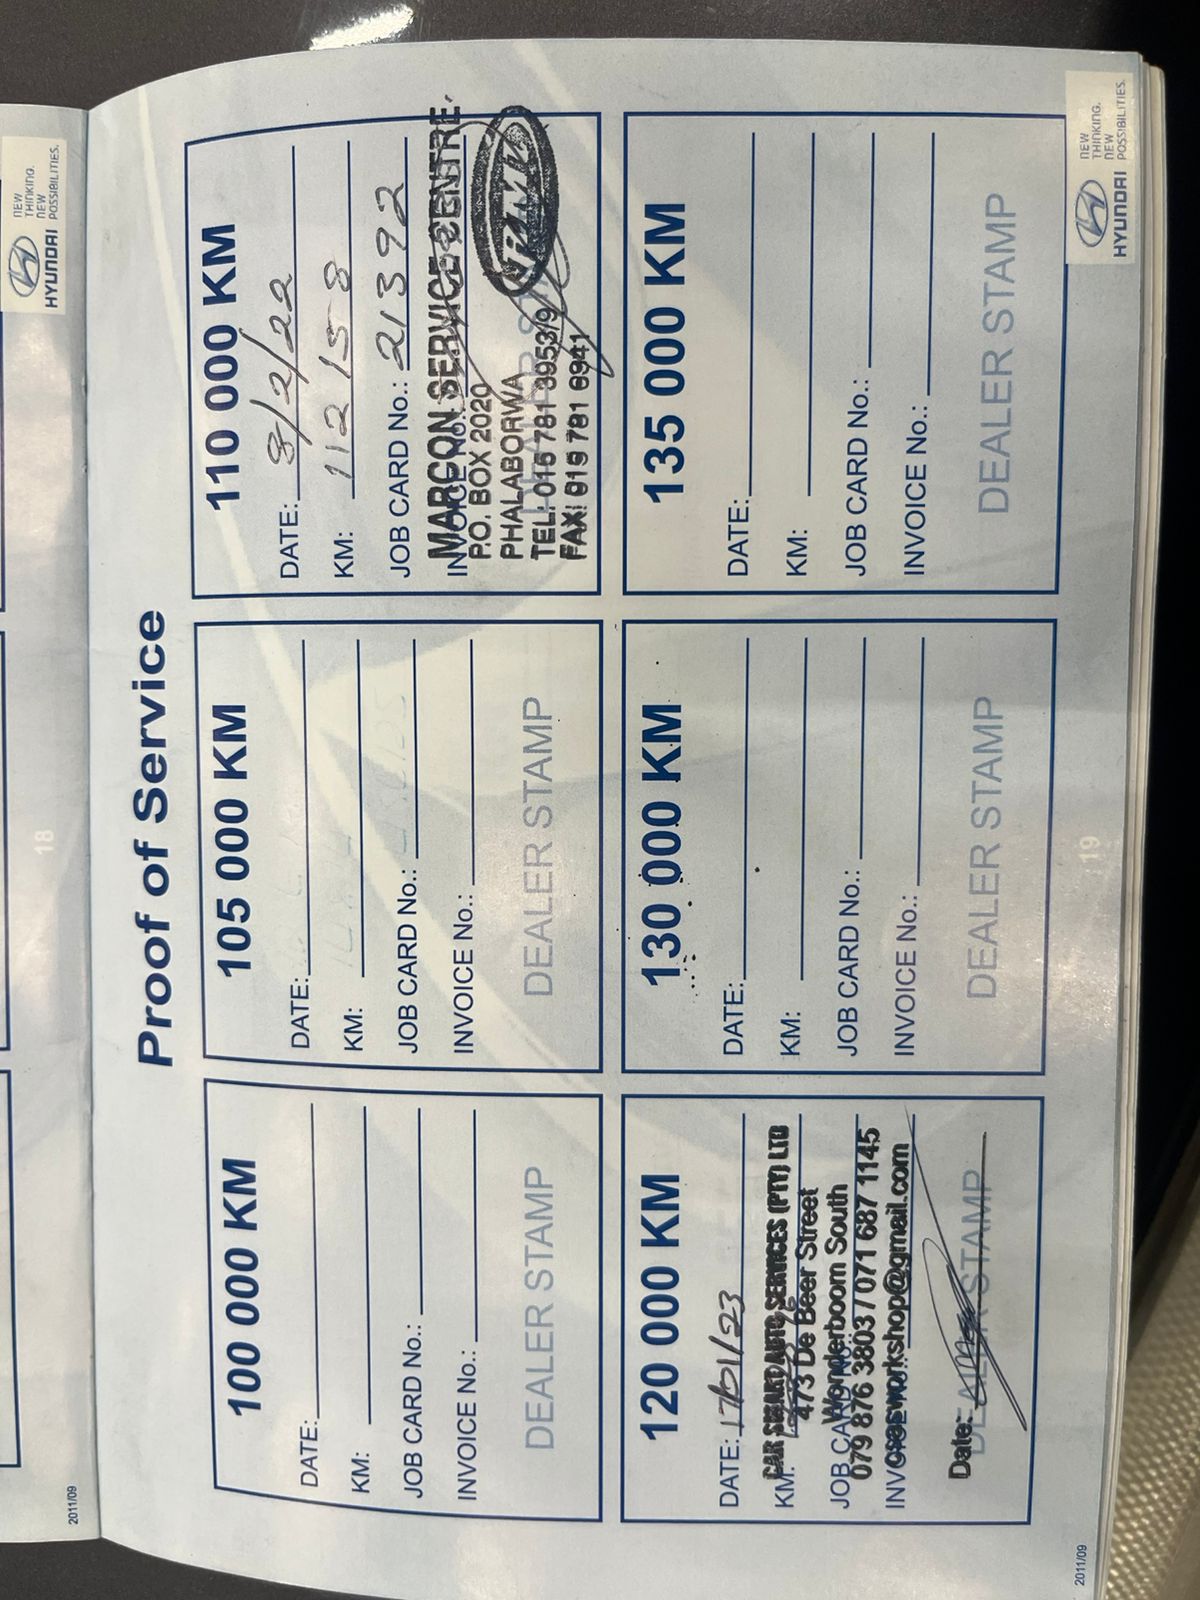 Proof of Service
100 000 KM
DATE:
KM:
JOB CARD No.:
INVOICE No.:
DEALER STAMP
105 000 KM
DATE:
KM:
JOB CARD No.:
INVOICE No.:
DEALER STAMP
110 000 KM
DATE: 8/2/22
KM: 112158
JOB CARD No.: 21392
INVOICE No.:
MARCON SERVICE CENTRE
P.O. BOX 2020
PHALABORWA
TEL: 015 781 3953/9
FAX: 015 781 6941
120 000 KM
DATE: 17/01/23
KM:
CAR SMART AUTO SERVICES (PTY) LTD
473 De Beer Street
JOB CARD No.:
Wonderboom South
079 876 3803 / 071 687 1145
INVOICE No.:
Date:
DEALER STAMP
130 000 KM
DATE:
KM:
JOB CARD No.:
INVOICE No.:
DEALER STAMP
135 000 KM
DATE:
KM:
JOB CARD No.:
INVOICE No.:
DEALER STAMP
2011/09
19
HYUNDAI
NEW
THINKING.
NEW
POSSIBILITIES.
2011/09
18
HYUNDAI
NEW
THINKING.
NEW
POSSIBILITIES.